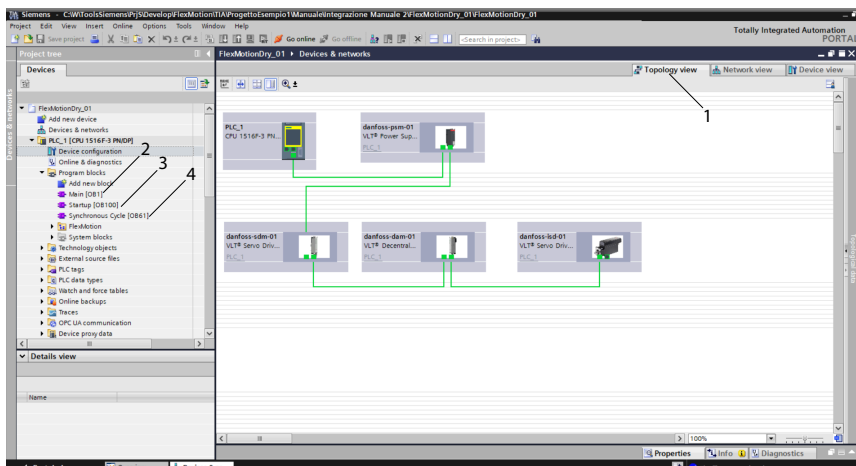 Siemens - C:\W\ToolsSiemens\PrjS\Develop\FlexMotion\TIA\ProgettoEsempio1\Manuale\Integrazione Manuale 2\FlexMotionDry_01\FlexMotionDry_01
Project Edit View Insert Online Options Tools Window Help
Totally Integrated Automation
PORTAL
Save project
Go online
Go offline
<Search in project>
Project tree
FlexMotionDry_01 ▸ Devices & networks
Devices
Topology view
Network view
Device view
1
Devices & networks
FlexMotionDry_01
Add new device
Devices & networks
PLC_1 [CPU 1516F-3 PN/DP]
Device configuration
2
Online & diagnostics
3
Program blocks
4
Add new block
Main [OB1]
Startup [OB100]
Synchronous Cycle [OB61]
FlexMotion
System blocks
Technology objects
External source files
PLC tags
PLC data types
Watch and force tables
Online backups
Traces
OPC UA communication
Device proxy data
PLC_1
CPU 1516F-3 PN...
danfoss-psm-01
VLT® Power Sup...
PLC_1
danfoss-sdm-01
VLT® Servo Driv...
PLC_1
danfoss-dam-01
VLT® Decentral...
PLC_1
danfoss-isd-01
VLT® Servo Driv...
PLC_1
Details view
Name
100%
Properties
Info
Diagnostics